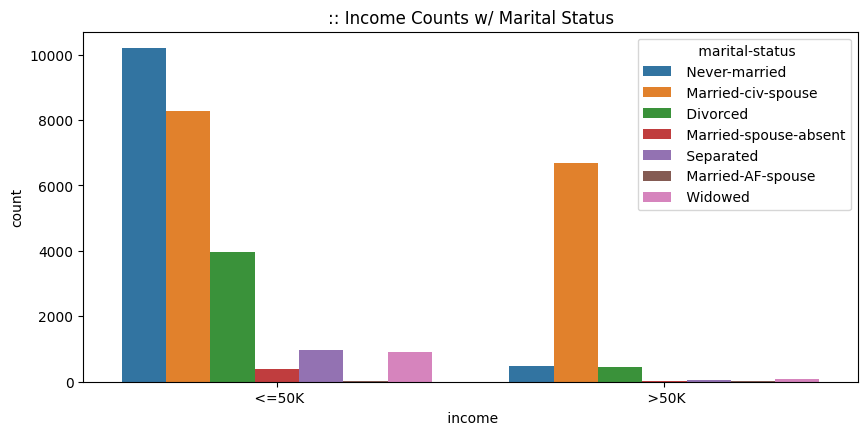 :: Income Counts w/ Marital Status
marital-status
Never-married
Married-civ-spouse
Divorced
Married-spouse-absent
Separated
Married-AF-spouse
Widowed
count
10000
8000
6000
4000
2000
0
<=50K
>50K
income